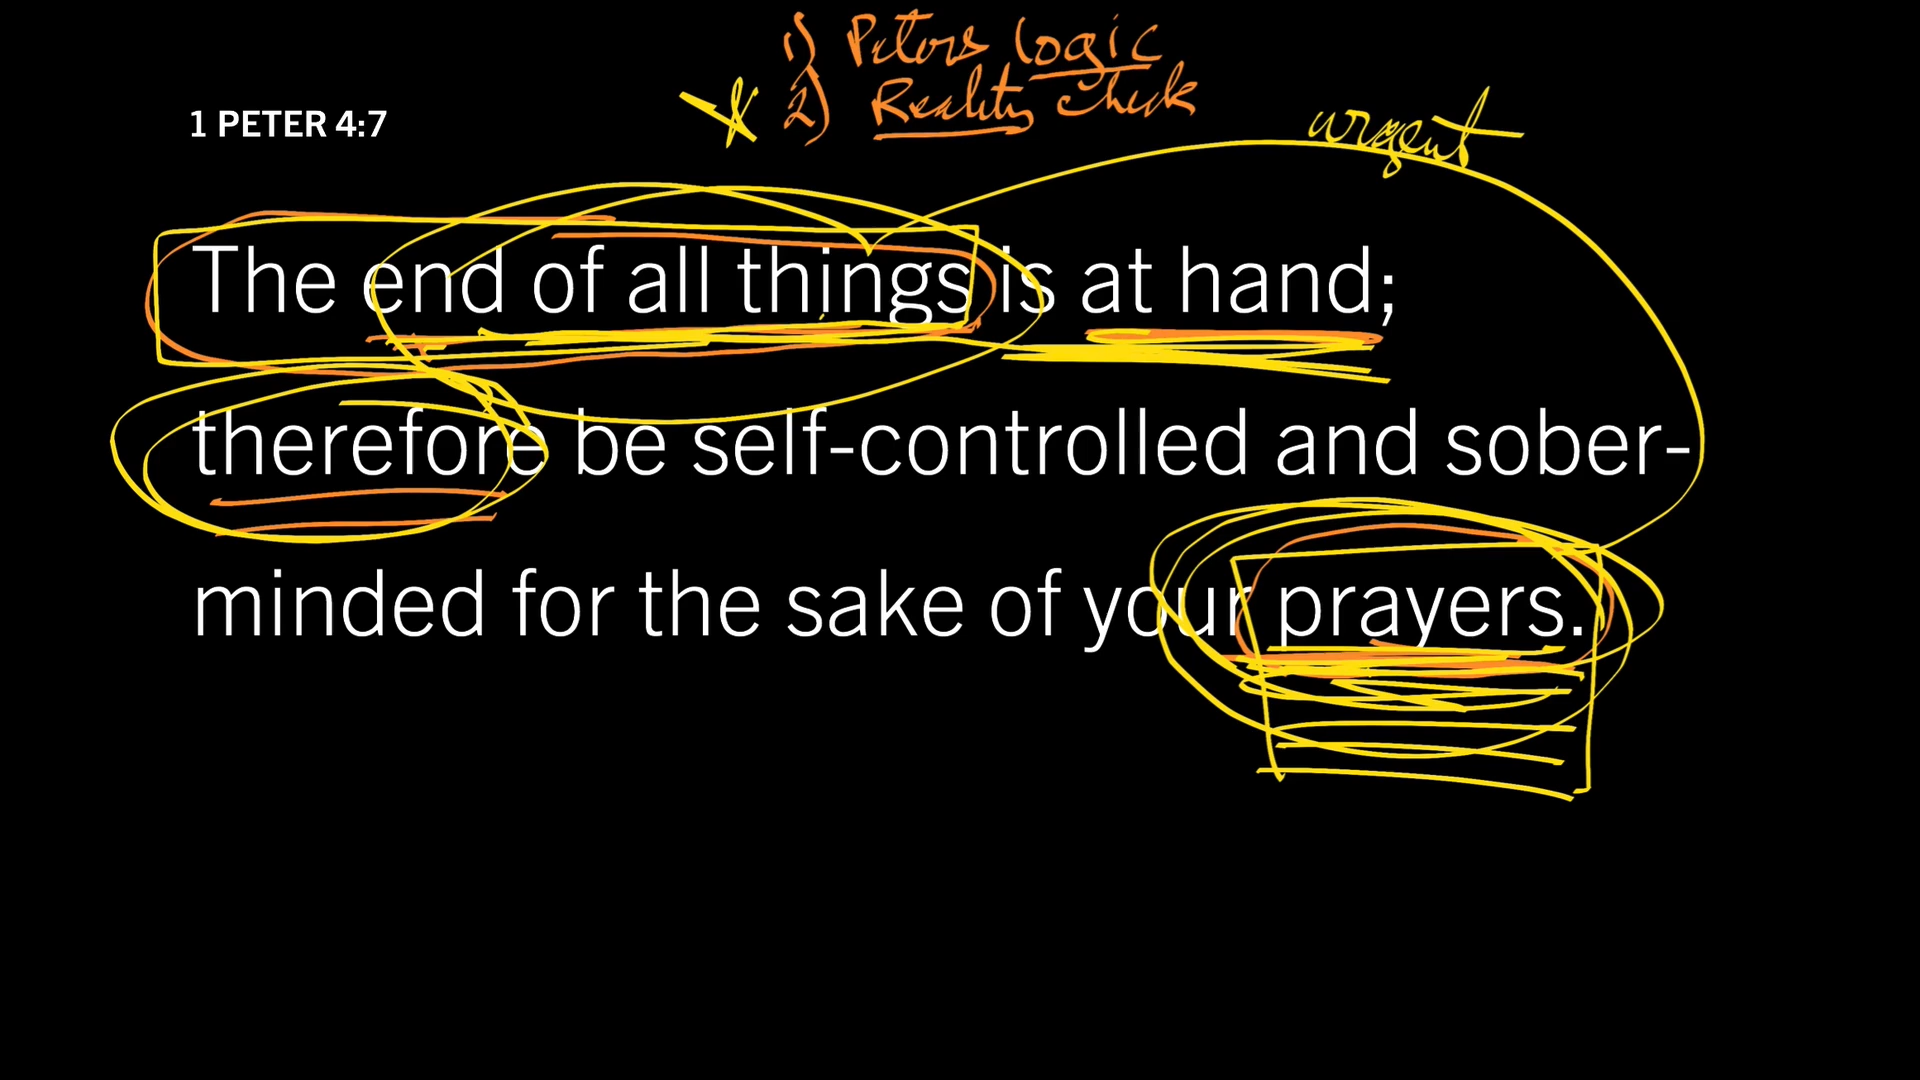 1) Peters Logic
2) Reality Check
urgent
1 PETER 4:7
The end of all things is at hand;
therefore be self-controlled and sober-
minded for the sake of your prayers.